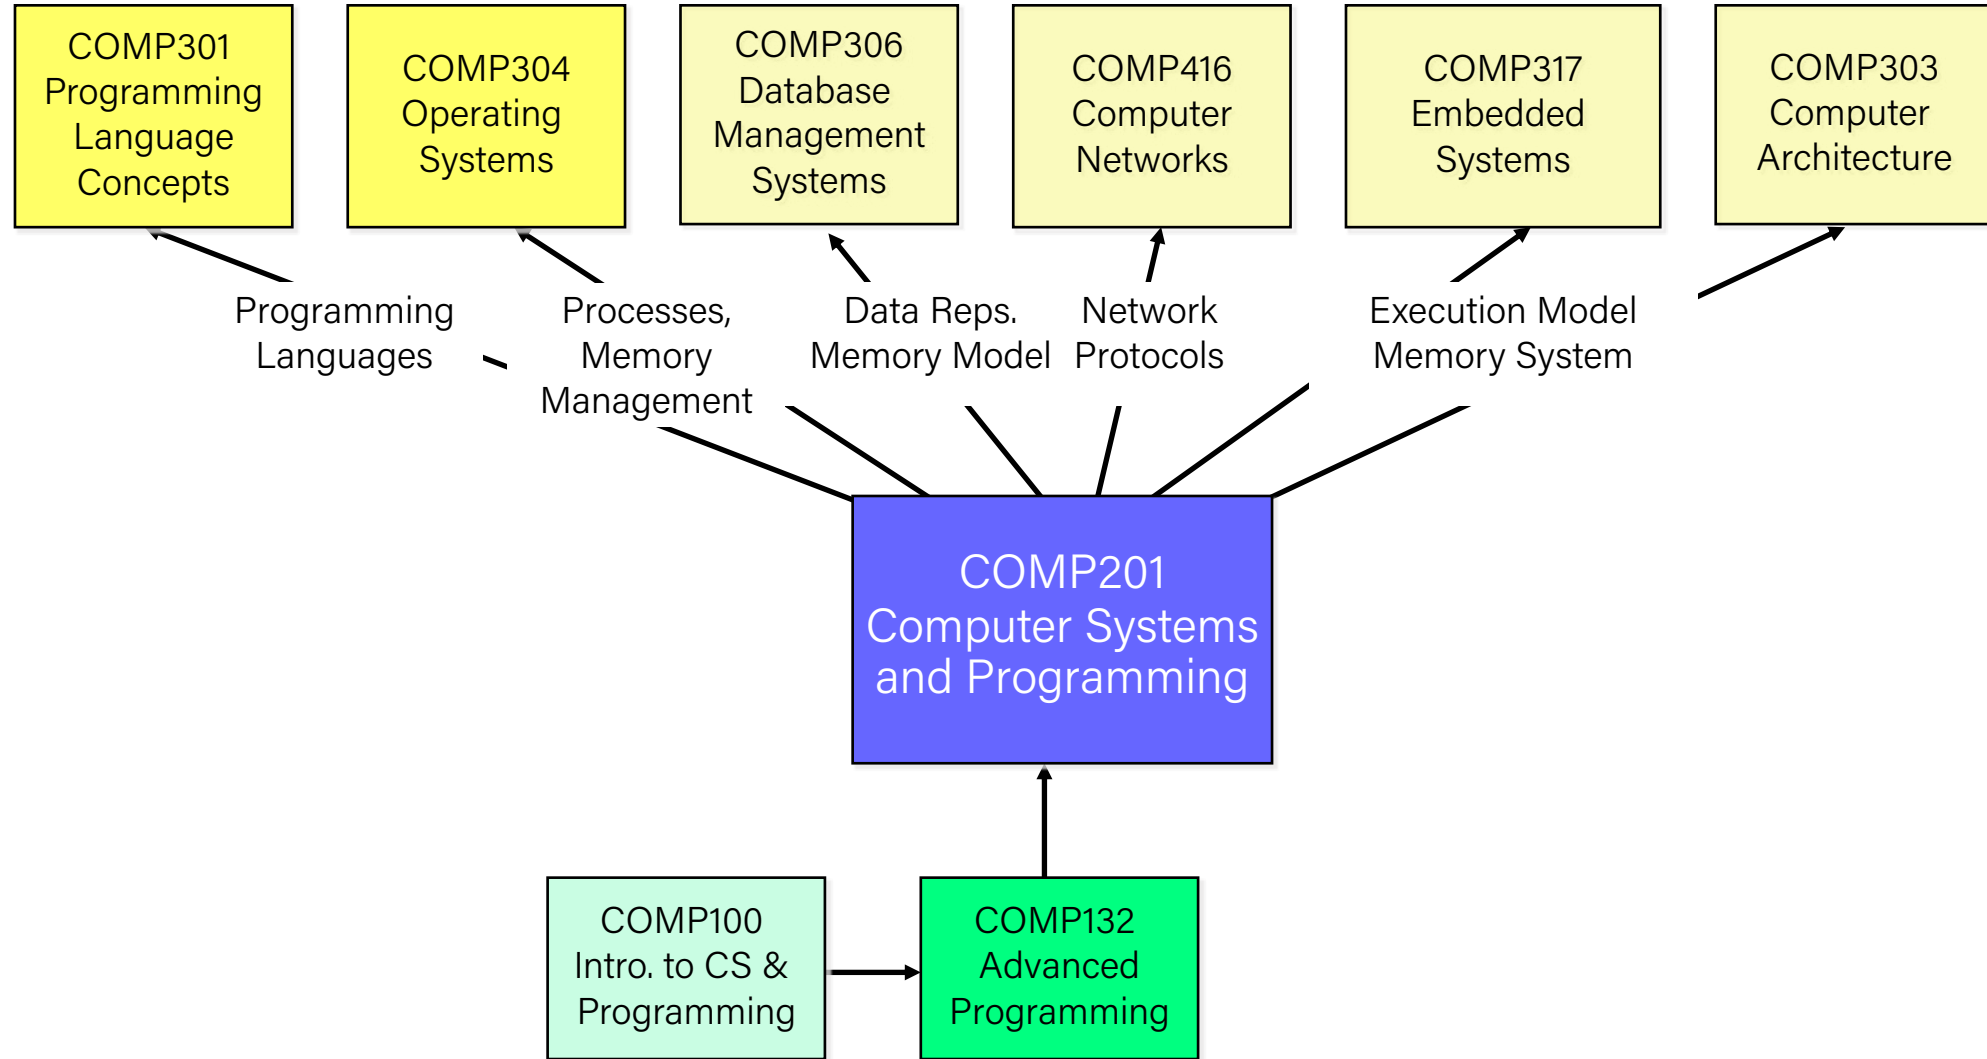 COMP301
Programming
Language
Concepts
COMP304
Operating
Systems
COMP306
Database
Management
Systems
COMP416
Computer
Networks
COMP317
Embedded
Systems
COMP303
Computer
Architecture
Programming
Languages
Processes,
Memory
Management
Data Reps.
Memory Model
Network
Protocols
Execution Model
Memory System
COMP201
Computer Systems
and Programming
COMP100
Intro. to CS &
Programming
COMP132
Advanced
Programming